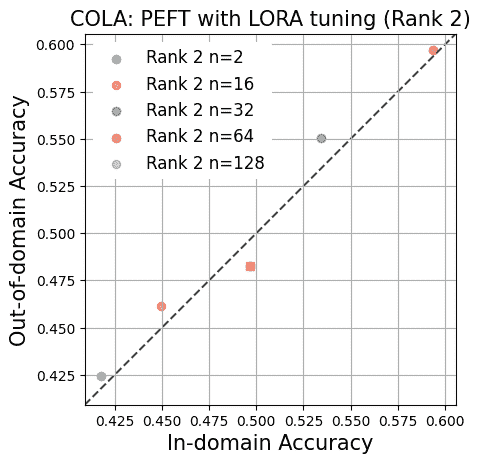 COLA: PEFT with LORA tuning (Rank 2)
0.600
0.575
0.550
0.525
0.500
0.475
0.450
0.425
Out-of-domain Accuracy
Rank 2 n=2
Rank 2 n=16
Rank 2 n=32
Rank 2 n=64
Rank 2 n=128
0.425 0.450 0.475 0.500 0.525 0.550 0.575 0.600
In-domain Accuracy